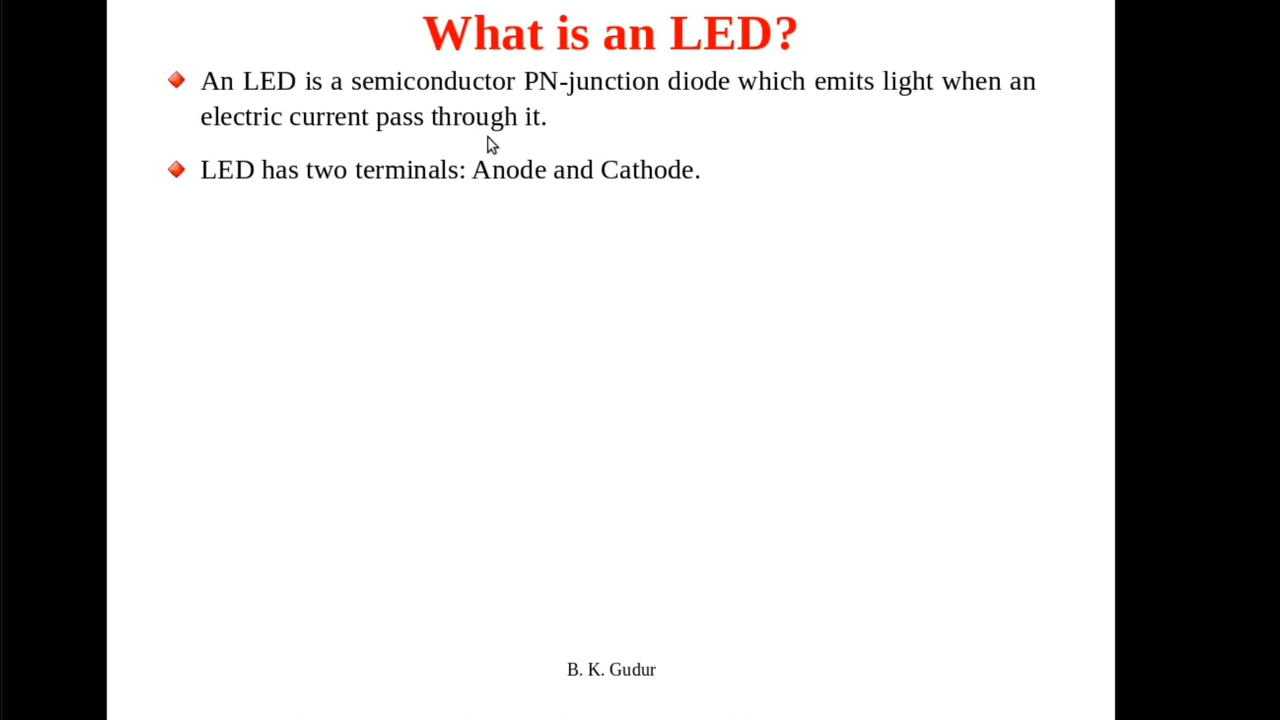 What is an LED?
An LED is a semiconductor PN-junction diode which emits light when an
electric current pass through it.
LED has two terminals: Anode and Cathode.
B. K. Gudur